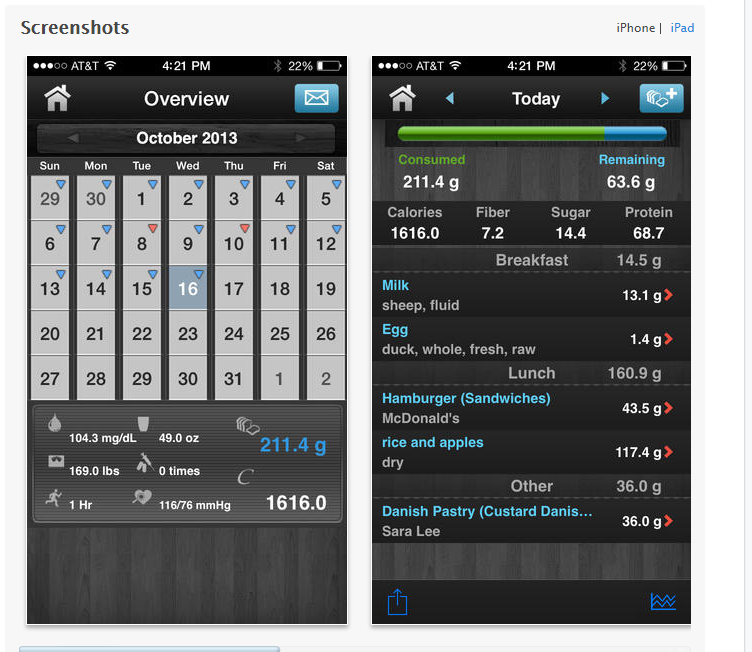 Screenshots
iPhone | iPad
AT&T 4:21 PM 22%
Overview
October 2013
Sun Mon Tue Wed Thu Fri Sat
29 30 1 2 3 4 5
6 7 8 9 10 11 12
13 14 15 16 17 18 19
20 21 22 23 24 25 26
27 28 29 30 31 1 2
104.3 mg/dL 49.0 oz
211.4 g
169.0 lbs 0 times
C
1 Hr 116/76 mmHg 1616.0
AT&T 4:21 PM 22%
Today
Consumed Remaining
211.4 g 63.6 g
Calories Fiber Sugar Protein
1616.0 7.2 14.4 68.7
Breakfast 14.5 g
Milk
sheep, fluid 13.1 g
Egg
duck, whole, fresh, raw 1.4 g
Lunch 160.9 g
Hamburger (Sandwiches)
McDonald's 43.5 g
rice and apples
dry 117.4 g
Other 36.0 g
Danish Pastry (Custard Danis...
Sara Lee 36.0 g